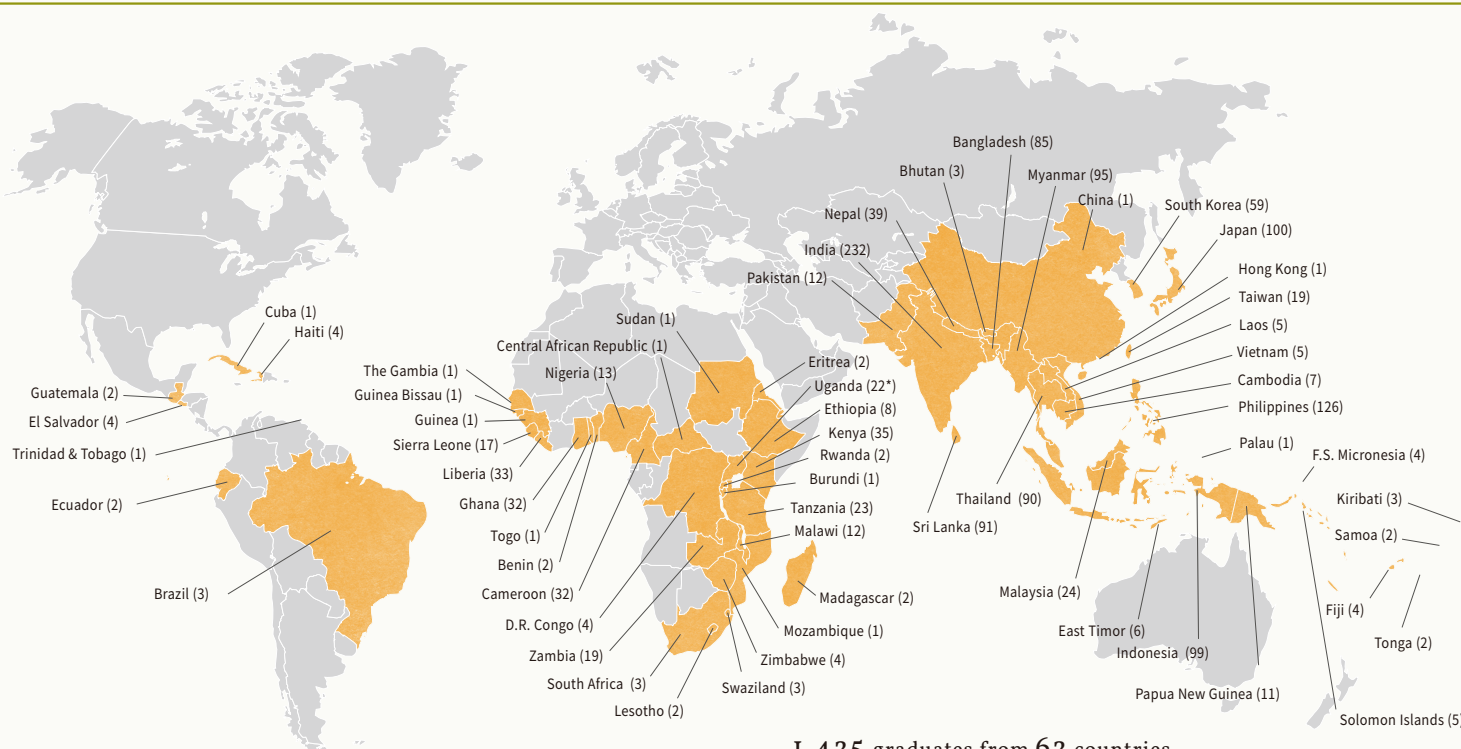 Bangladesh (85)
Bhutan (3)
Myanmar (95)
China (1)
South Korea (59)
Nepal (39)
Japan (100)
India (232)
Hong Kong (1)
Pakistan (12)
Taiwan (19)
Cuba (1)
Sudan (1)
Laos (5)
Haiti (4)
Central African Republic (1)
Vietnam (5)
Eritrea (2)
The Gambia (1)
Nigeria (13)
Cambodia (7)
Uganda (22*)
Guatemala (2)
Guinea Bissau (1)
Philippines (126)
Ethiopia (8)
El Salvador (4)
Guinea (1)
Kenya (35)
Sierra Leone (17)
Palau (1)
Trinidad & Tobago (1)
Rwanda (2)
F.S. Micronesia (4)
Liberia (33)
Burundi (1)
Ecuador (2)
Ghana (32)
Tanzania (23)
Thailand (90)
Kiribati (3)
Malawi (12)
Sri Lanka (91)
Togo (1)
Samoa (2)
Benin (2)
Brazil (3)
Cameroon (32)
Malaysia (24)
Madagascar (2)
Fiji (4)
D.R. Congo (4)
Mozambique (1)
East Timor (6)
Tonga (2)
Zambia (19)
Zimbabwe (4)
Indonesia (99)
South Africa (3)
Swaziland (3)
Papua New Guinea (11)
Lesotho (2)
Solomon Islands (5)
graduates from 62 countries